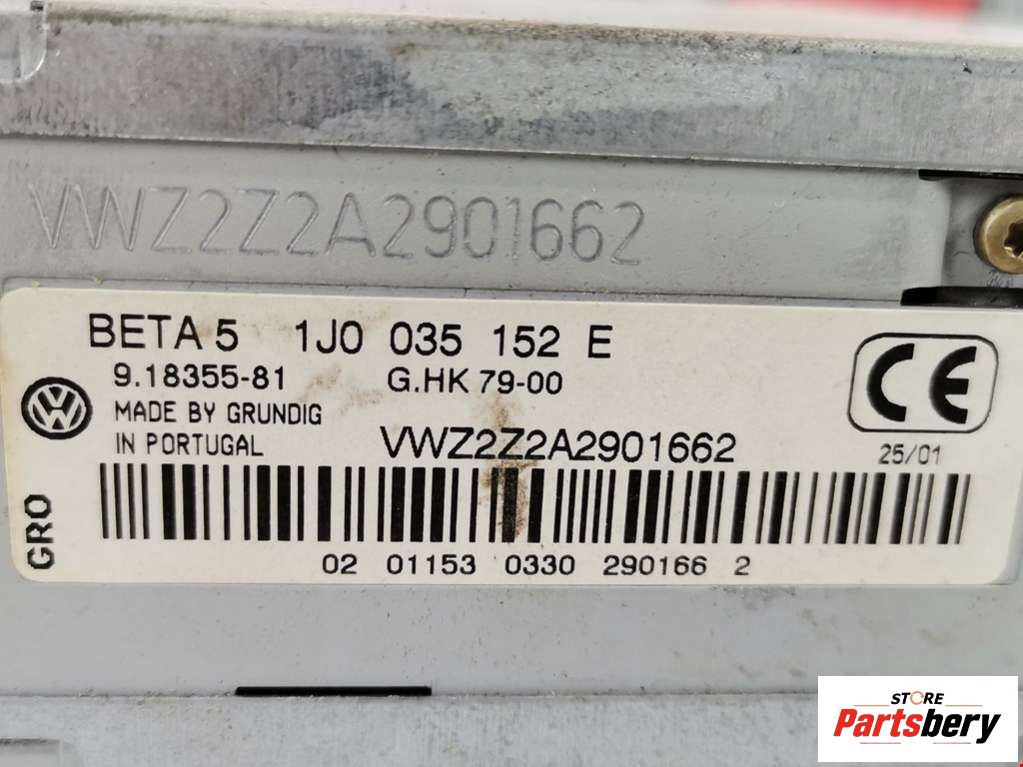 VWZ2Z2A2901662
BETA 5 1J0 035 152 E
9.18355-81 G.HK 79-00
MADE BY GRUNDIG
IN PORTUGAL
VWZ2Z2A2901662
25/01
GRO
02 01153 0330 290166 2
STORE
Partsbery